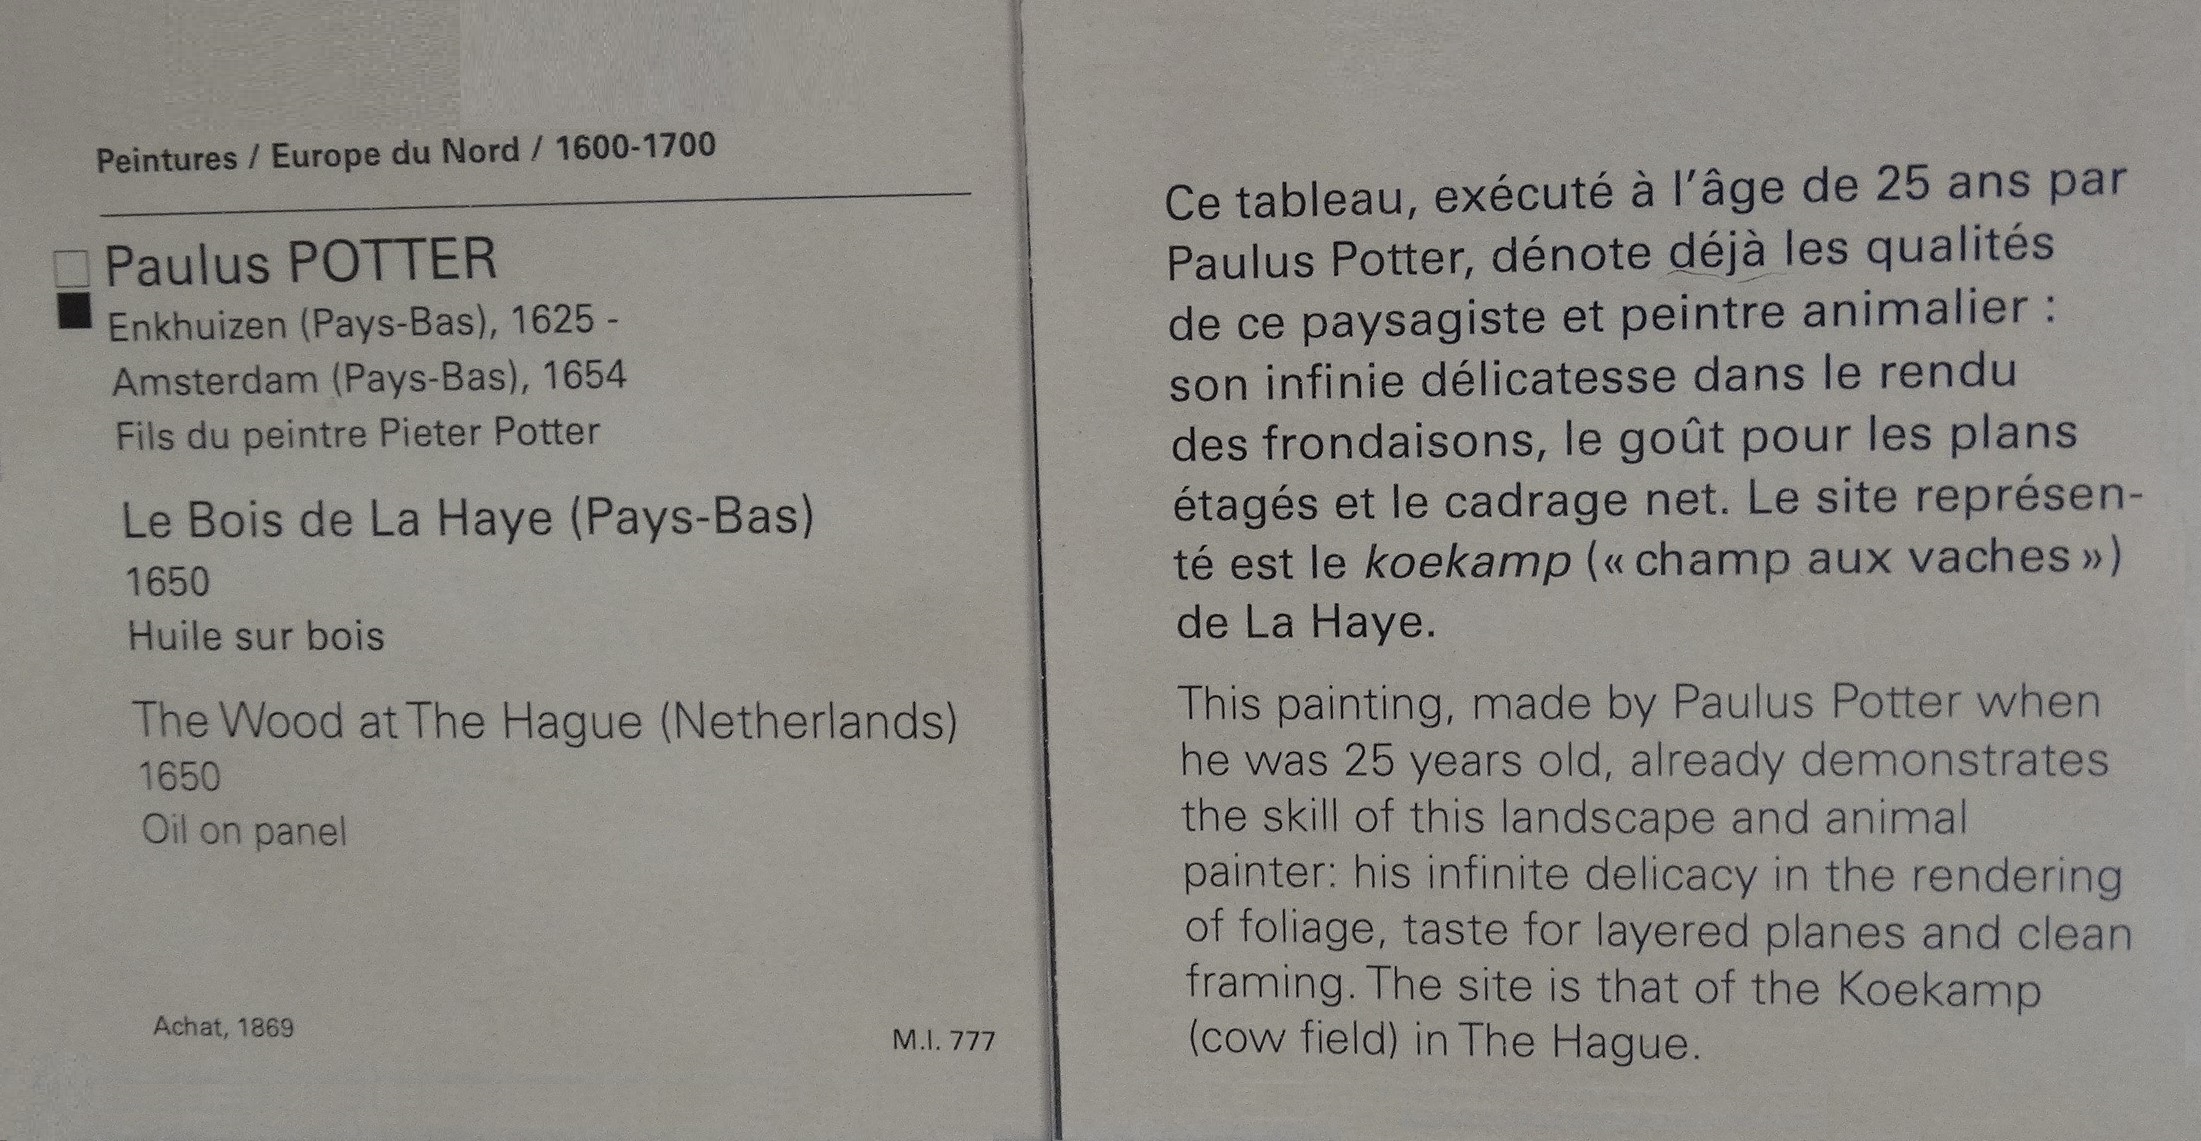 Peintures / Europe du Nord / 1600-1700
Paulus POTTER
Enkhuizen (Pays-Bas), 1625 -
Amsterdam (Pays-Bas), 1654
Fils du peintre Pieter Potter
Le Bois de La Haye (Pays-Bas)
1650
Huile sur bois
The Wood at The Hague (Netherlands)
1650
Oil on panel
Achat, 1869
M.I. 777
Ce tableau, exécuté à l'âge de 25 ans par
Paulus Potter, dénote déjà les qualités
de ce paysagiste et peintre animalier :
son infinie délicatesse dans le rendu
des frondaisons, le goût pour les plans
étagés et le cadrage net. Le site représen-
té est le koekamp (« champ aux vaches »)
de La Haye.
This painting, made by Paulus Potter when
he was 25 years old, already demonstrates
the skill of this landscape and animal
painter: his infinite delicacy in the rendering
of foliage, taste for layered planes and clean
framing. The site is that of the Koekamp
(cow field) in The Hague.